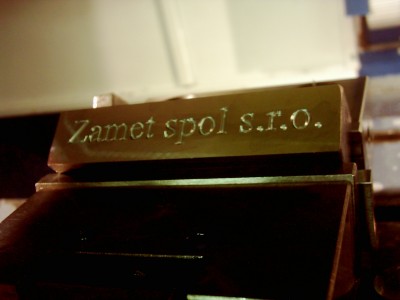 Zamet spol s.r.o.